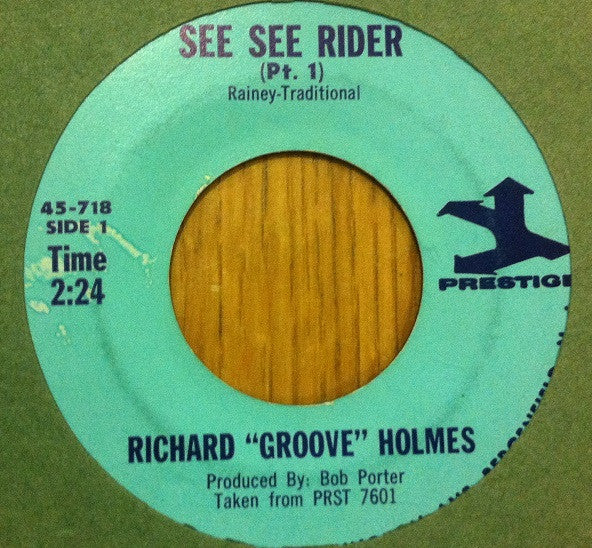 SEE SEE RIDER
(Pt. 1)
Rainey-Traditional
45-718
SIDE 1
Time
2:24
PRESTIGE
RICHARD "GROOVE" HOLMES
Produced By: Bob Porter
Taken from PRST 7601